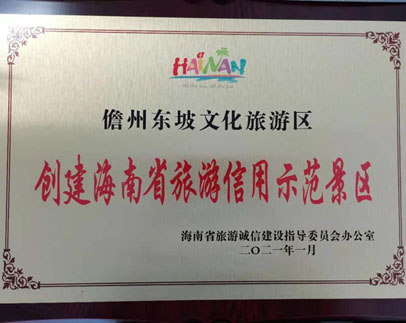 HAINAN
儋州东坡文化旅游区
创建海南省旅游信用示范景区
海南省旅游诚信建设指导委员会办公室
二〇二一年一月